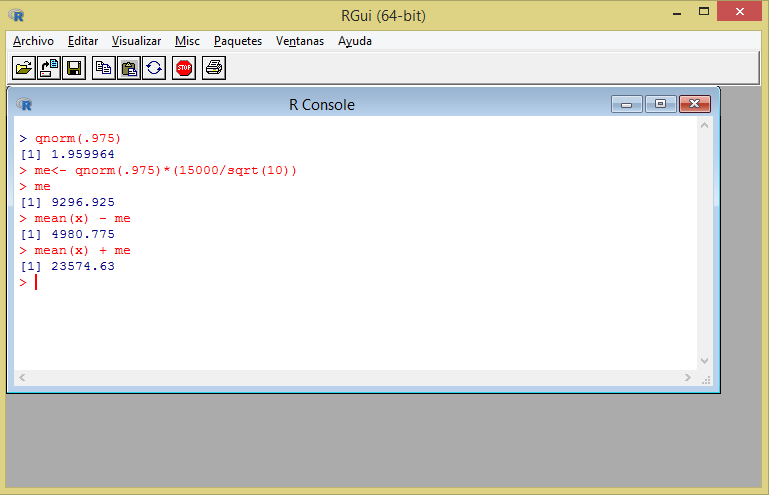 RGui (64-bit)
Archivo Editar Visualizar Misc Paquetes Ventanas Ayuda
STOP
R Console
> qnorm(.975)
[1] 1.959964
> me<- qnorm(.975)*(15000/sqrt(10))
> me
[1] 9296.925
> mean(x) - me
[1] 4980.775
> mean(x) + me
[1] 23574.63
>